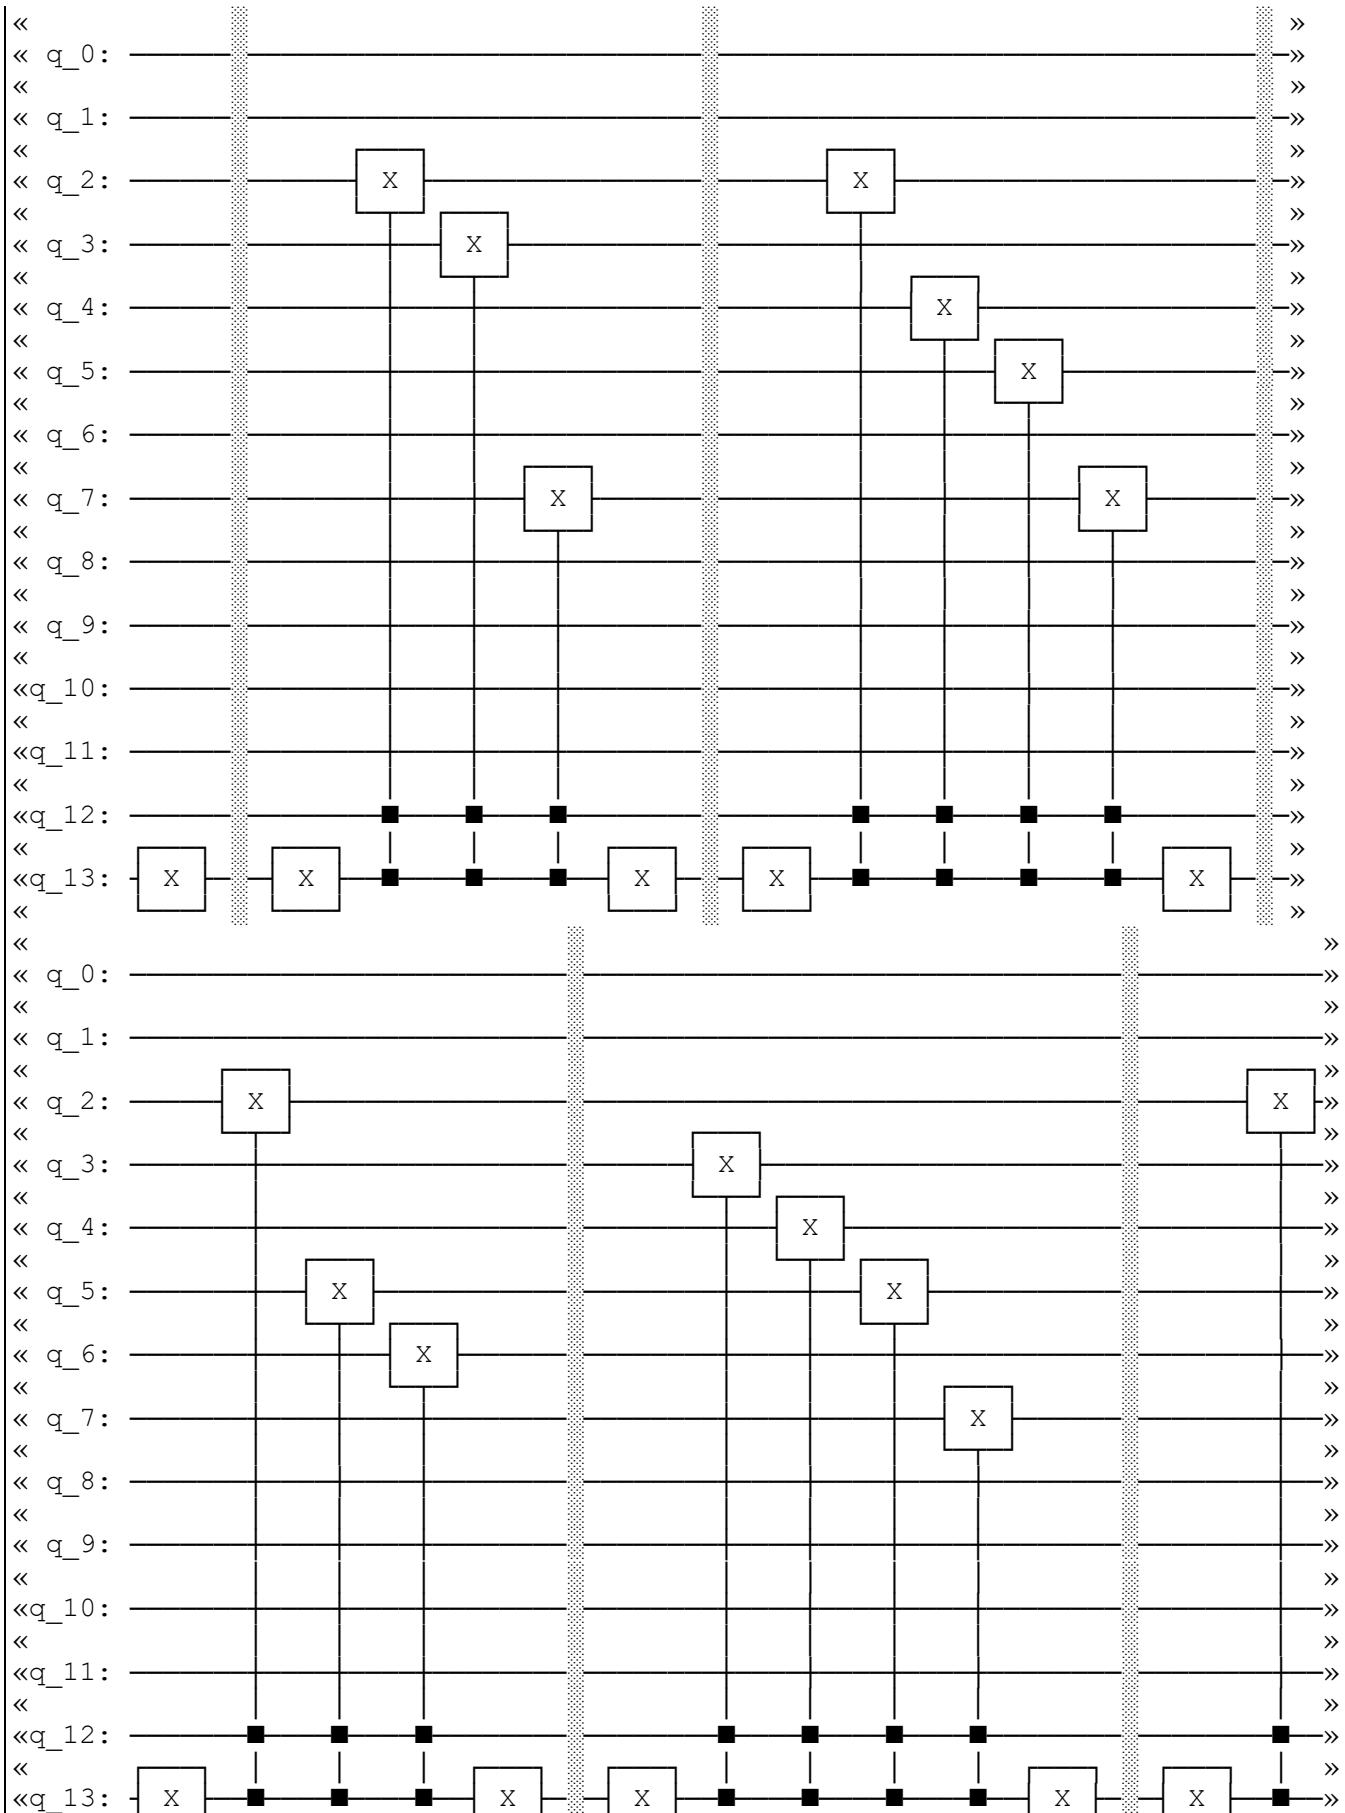 « »
« q_0: »
« »
« q_1: »
« »
« q_2: X X »
« »
« q_3: X »
« »
« q_4: X »
« »
« q_5: X »
« »
« q_6: »
« »
« q_7: X X »
« »
« q_8: »
« »
« q_9: »
« »
«q_10: »
« »
«q_11: »
« »
«q_12: »
« »
«q_13: X X X X X »
« »
« »
« q_0: »
« »
« q_1: »
« »
« q_2: X X »
« »
« q_3: X »
« »
« q_4: X »
« »
« q_5: X X »
« »
« q_6: X »
« »
« q_7: X »
« »
« q_8: »
« »
« q_9: »
« »
«q_10: »
« »
«q_11: »
« »
«q_12: »
« »
«q_13: X X X X X »